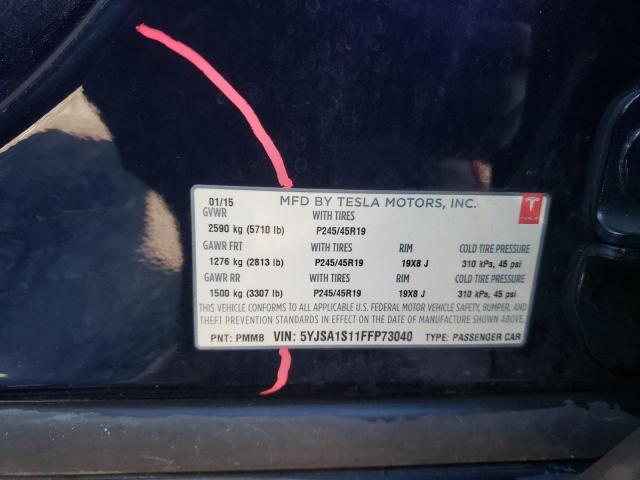 01/15 MFD BY TESLA MOTORS, INC.
GVWR WITH TIRES
2590 kg (5710 lb) P245/45R19
GAWR FRT WITH TIRES RIM COLD TIRE PRESSURE
1276 kg (2813 lb) P245/45R19 19X8 J 310 kPa, 45 psi
GAWR RR WITH TIRES RIM COLD TIRE PRESSURE
1500 kg (3307 lb) P245/45R19 19X8 J 310 kPa, 45 psi
THIS VEHICLE CONFORMS TO ALL APPLICABLE U.S. FEDERAL MOTOR VEHICLE SAFETY, BUMPER, AND
THEFT PREVENTION STANDARDS IN EFFECT ON THE DATE OF MANUFACTURE SHOWN ABOVE.
PNT: PMMB VIN: 5YJSA1S11FFP73040 TYPE: PASSENGER CAR
TESLA